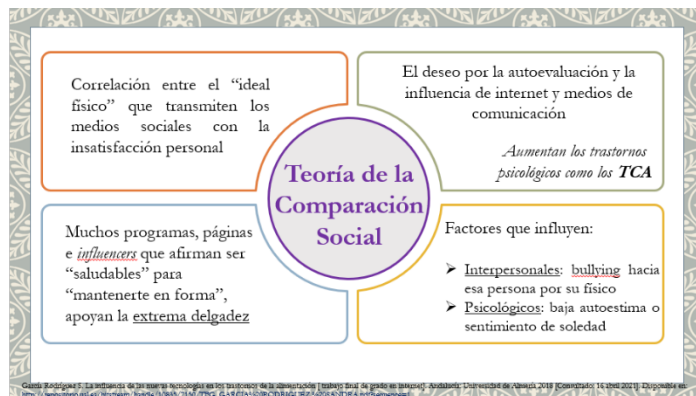 Correlación entre el “ideal
físico” que transmiten los
medios sociales con la
insatisfacción personal
El deseo por la autoevaluación y la
influencia de internet y medios de
comunicación
Aumentan los trastornos
psicológicos como los TCA
Teoría de la
Comparación
Social
Muchos programas, páginas
e influencers que afirman ser
“saludables” para
“mantenerte en forma”,
apoyan la extrema delgadez
Factores que influyen:
➢ Interpersonales: bullying hacia
esa persona por su físico
➢ Psicológicos: baja autoestima o
sentimiento de soledad
García Rodríguez S. La influencia de las nuevas tecnologías en los trastornos de la alimentación [trabajo final de grado en internet]. Andalucía: Universidad de Almería 2018 [Consultado: 16 abril 2021]. Disponible en: